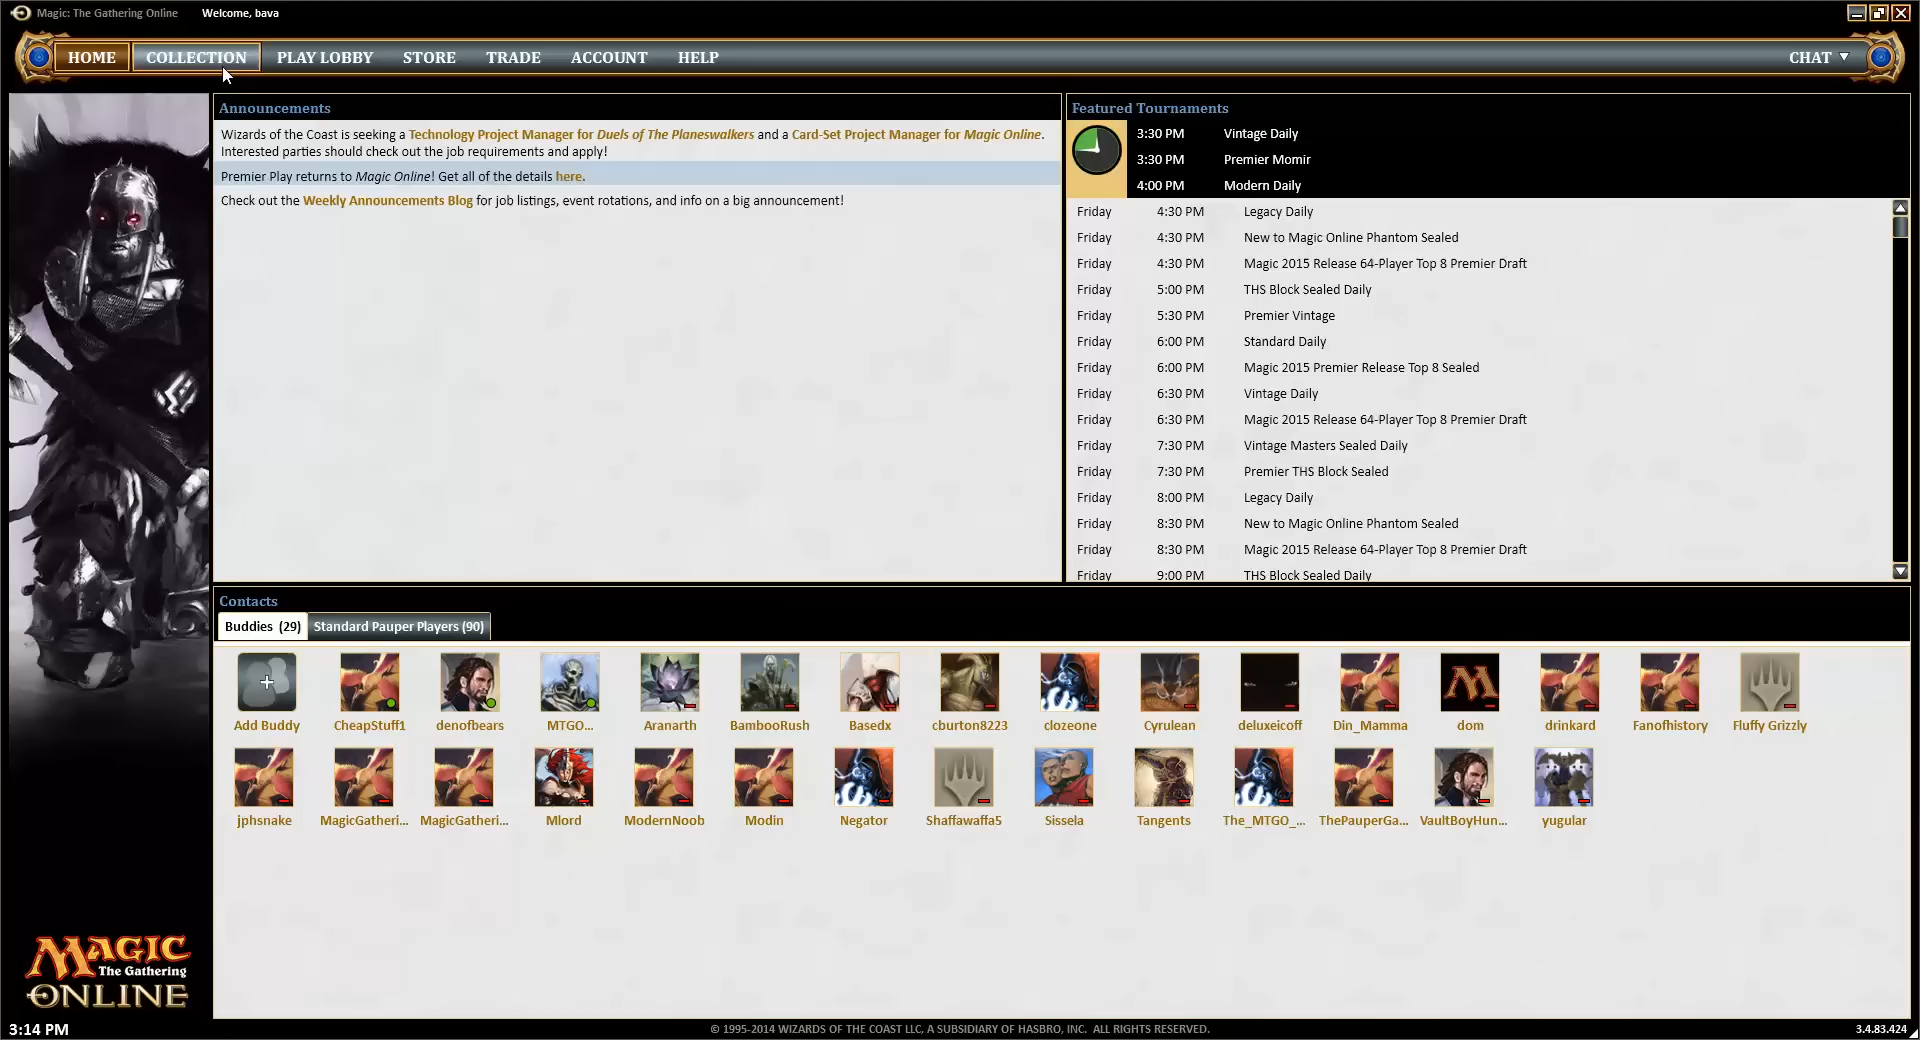 Magic: The Gathering Online Welcome, bava
HOME COLLECTION PLAY LOBBY STORE TRADE ACCOUNT HELP CHAT
Announcements
Wizards of the Coast is seeking a Technology Project Manager for Duels of The Planeswalkers and a Card-Set Project Manager for Magic Online.
Interested parties should check out the job requirements and apply!
Premier Play returns to Magic Online! Get all of the details here.
Check out the Weekly Announcements Blog for job listings, event rotations, and info on a big announcement!
Featured Tournaments
3:30 PM Vintage Daily
3:30 PM Premier Momir
4:00 PM Modern Daily
Friday 4:30 PM Legacy Daily
Friday 4:30 PM New to Magic Online Phantom Sealed
Friday 4:30 PM Magic 2015 Release 64-Player Top 8 Premier Draft
Friday 5:00 PM THS Block Sealed Daily
Friday 5:30 PM Premier Vintage
Friday 6:00 PM Standard Daily
Friday 6:00 PM Magic 2015 Premier Release Top 8 Sealed
Friday 6:30 PM Vintage Daily
Friday 6:30 PM Magic 2015 Release 64-Player Top 8 Premier Draft
Friday 7:30 PM Vintage Masters Sealed Daily
Friday 7:30 PM Premier THS Block Sealed
Friday 8:00 PM Legacy Daily
Friday 8:30 PM New to Magic Online Phantom Sealed
Friday 8:30 PM Magic 2015 Release 64-Player Top 8 Premier Draft
Friday 9:00 PM THS Block Sealed Daily
Contacts
Buddies (29) Standard Pauper Players (90)
Add Buddy CheapStuff1 denofbears MTGO... Aranarth BambooRush Basedx cburton8223 clozeone Cyrulean deluxeicoff Din_Mamma dom drinkard Fanofhistory Fluffy Grizzly
jphsnake MagicGatheri... MagicGatheri... Mlord ModernNoob Modin Negator Shaffawaffa5 Sissela Tangents The_MTGO_... ThePauperGa... VaultBoyHun... yugular
MAGIC
The Gathering
ONLINE
3:14 PM
© 1995-2014 WIZARDS OF THE COAST LLC, A SUBSIDIARY OF HASBRO, INC. ALL RIGHTS RESERVED.
3.4.83.424